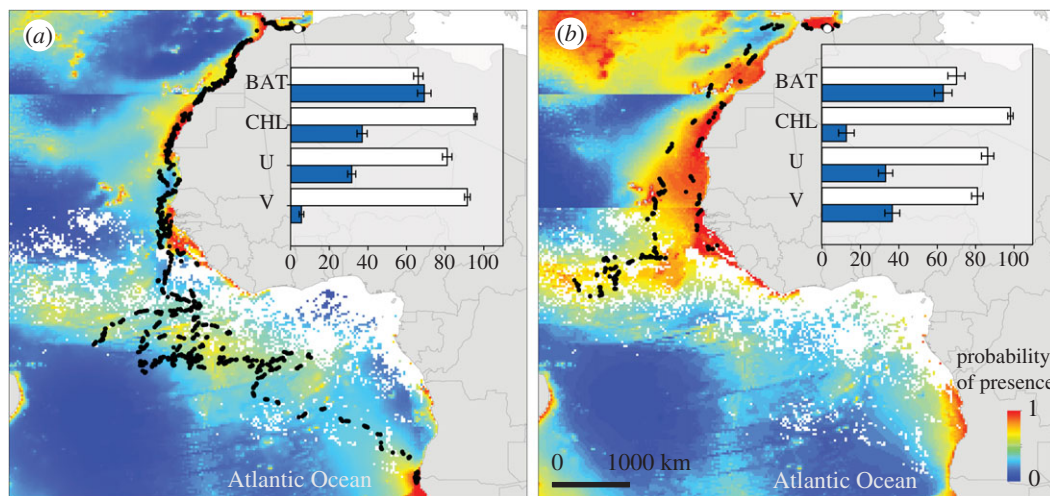 (a)
BAT
CHL
U
V
0 20 40 60 80 100
Atlantic Ocean
(b)
BAT
CHL
U
V
0 20 40 60 80 100
probability
of presence
1
0
0 1000 km
Atlantic Ocean